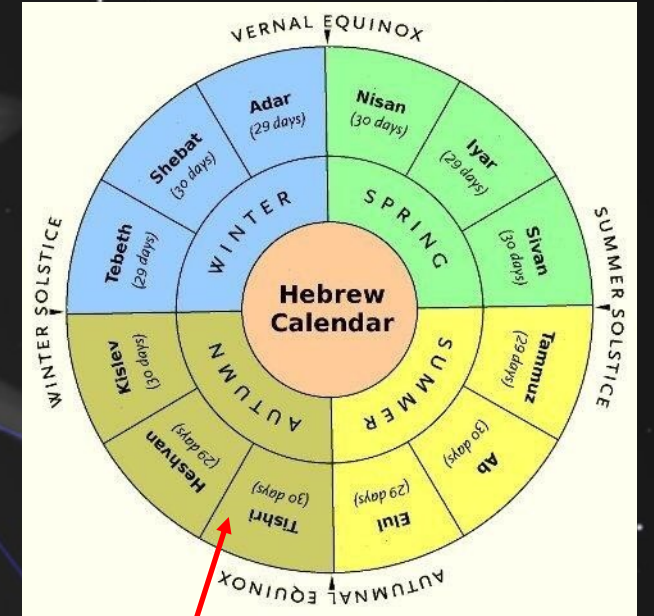 VERNAL EQUINOX
Adar
(29 days)
Nisan
(30 days)
Shebat
(30 days)
Iyar
(29 days)
Tebeth
(29 days)
Sivan
(30 days)
WINTER
SPRING
WINTER SOLSTICE
SUMMER SOLSTICE
Hebrew
Calendar
Kislev
(30 days)
Tammuz
(29 days)
AUTUMN
SUMMER
Heshvan
(29 days)
Ab
(30 days)
Tishri
(30 days)
Elul
(29 days)
AUTUMNAL EQUINOX